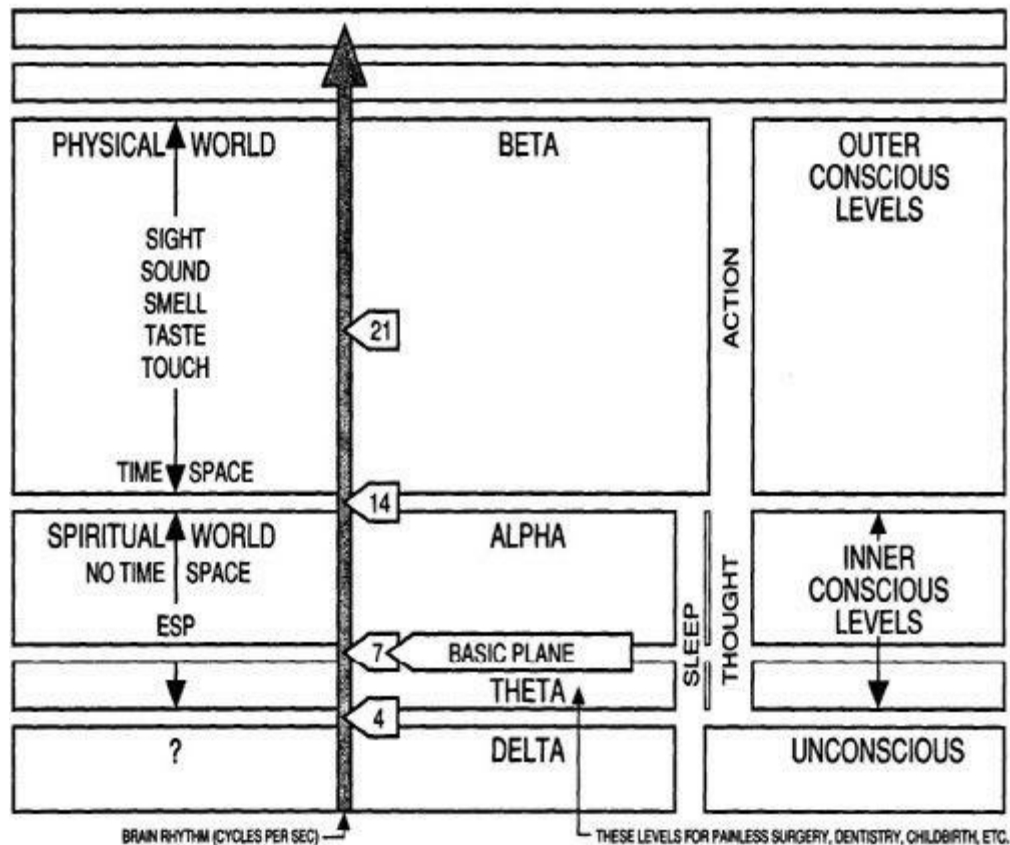 PHYSICAL WORLD
BETA
OUTER
CONSCIOUS
LEVELS
SIGHT
SOUND
SMELL
TASTE
TOUCH
21
ACTION
TIME SPACE
14
SPIRITUAL WORLD
NO TIME SPACE
ESP
ALPHA
SLEEP
THOUGHT
INNER
CONSCIOUS
LEVELS
7 BASIC PLANE
THETA
4
?
DELTA
UNCONSCIOUS
BRAIN RHYTHM (CYCLES PER SEC)
THESE LEVELS FOR PAINLESS SURGERY, DENTISTRY, CHILDBIRTH, ETC.